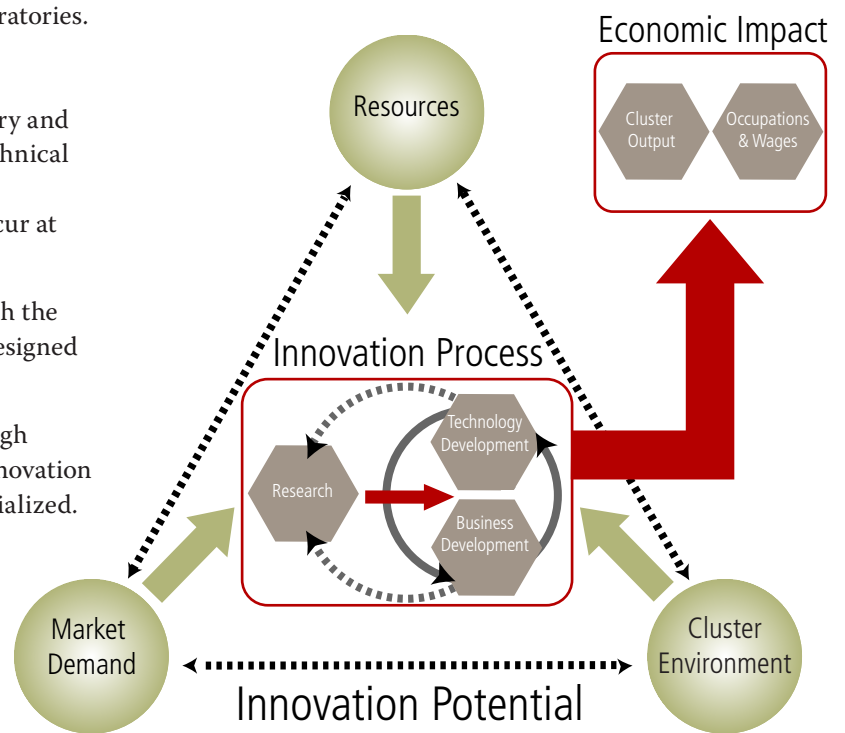 ratories.
ry and
hnical
cur at
h the
esigned
gh
novation
ialized.
Economic Impact
Cluster
Output
Occupations
& Wages
Resources
Innovation Process
Technology
Development
Research
Business
Development
Market
Demand
Cluster
Environment
Innovation Potential